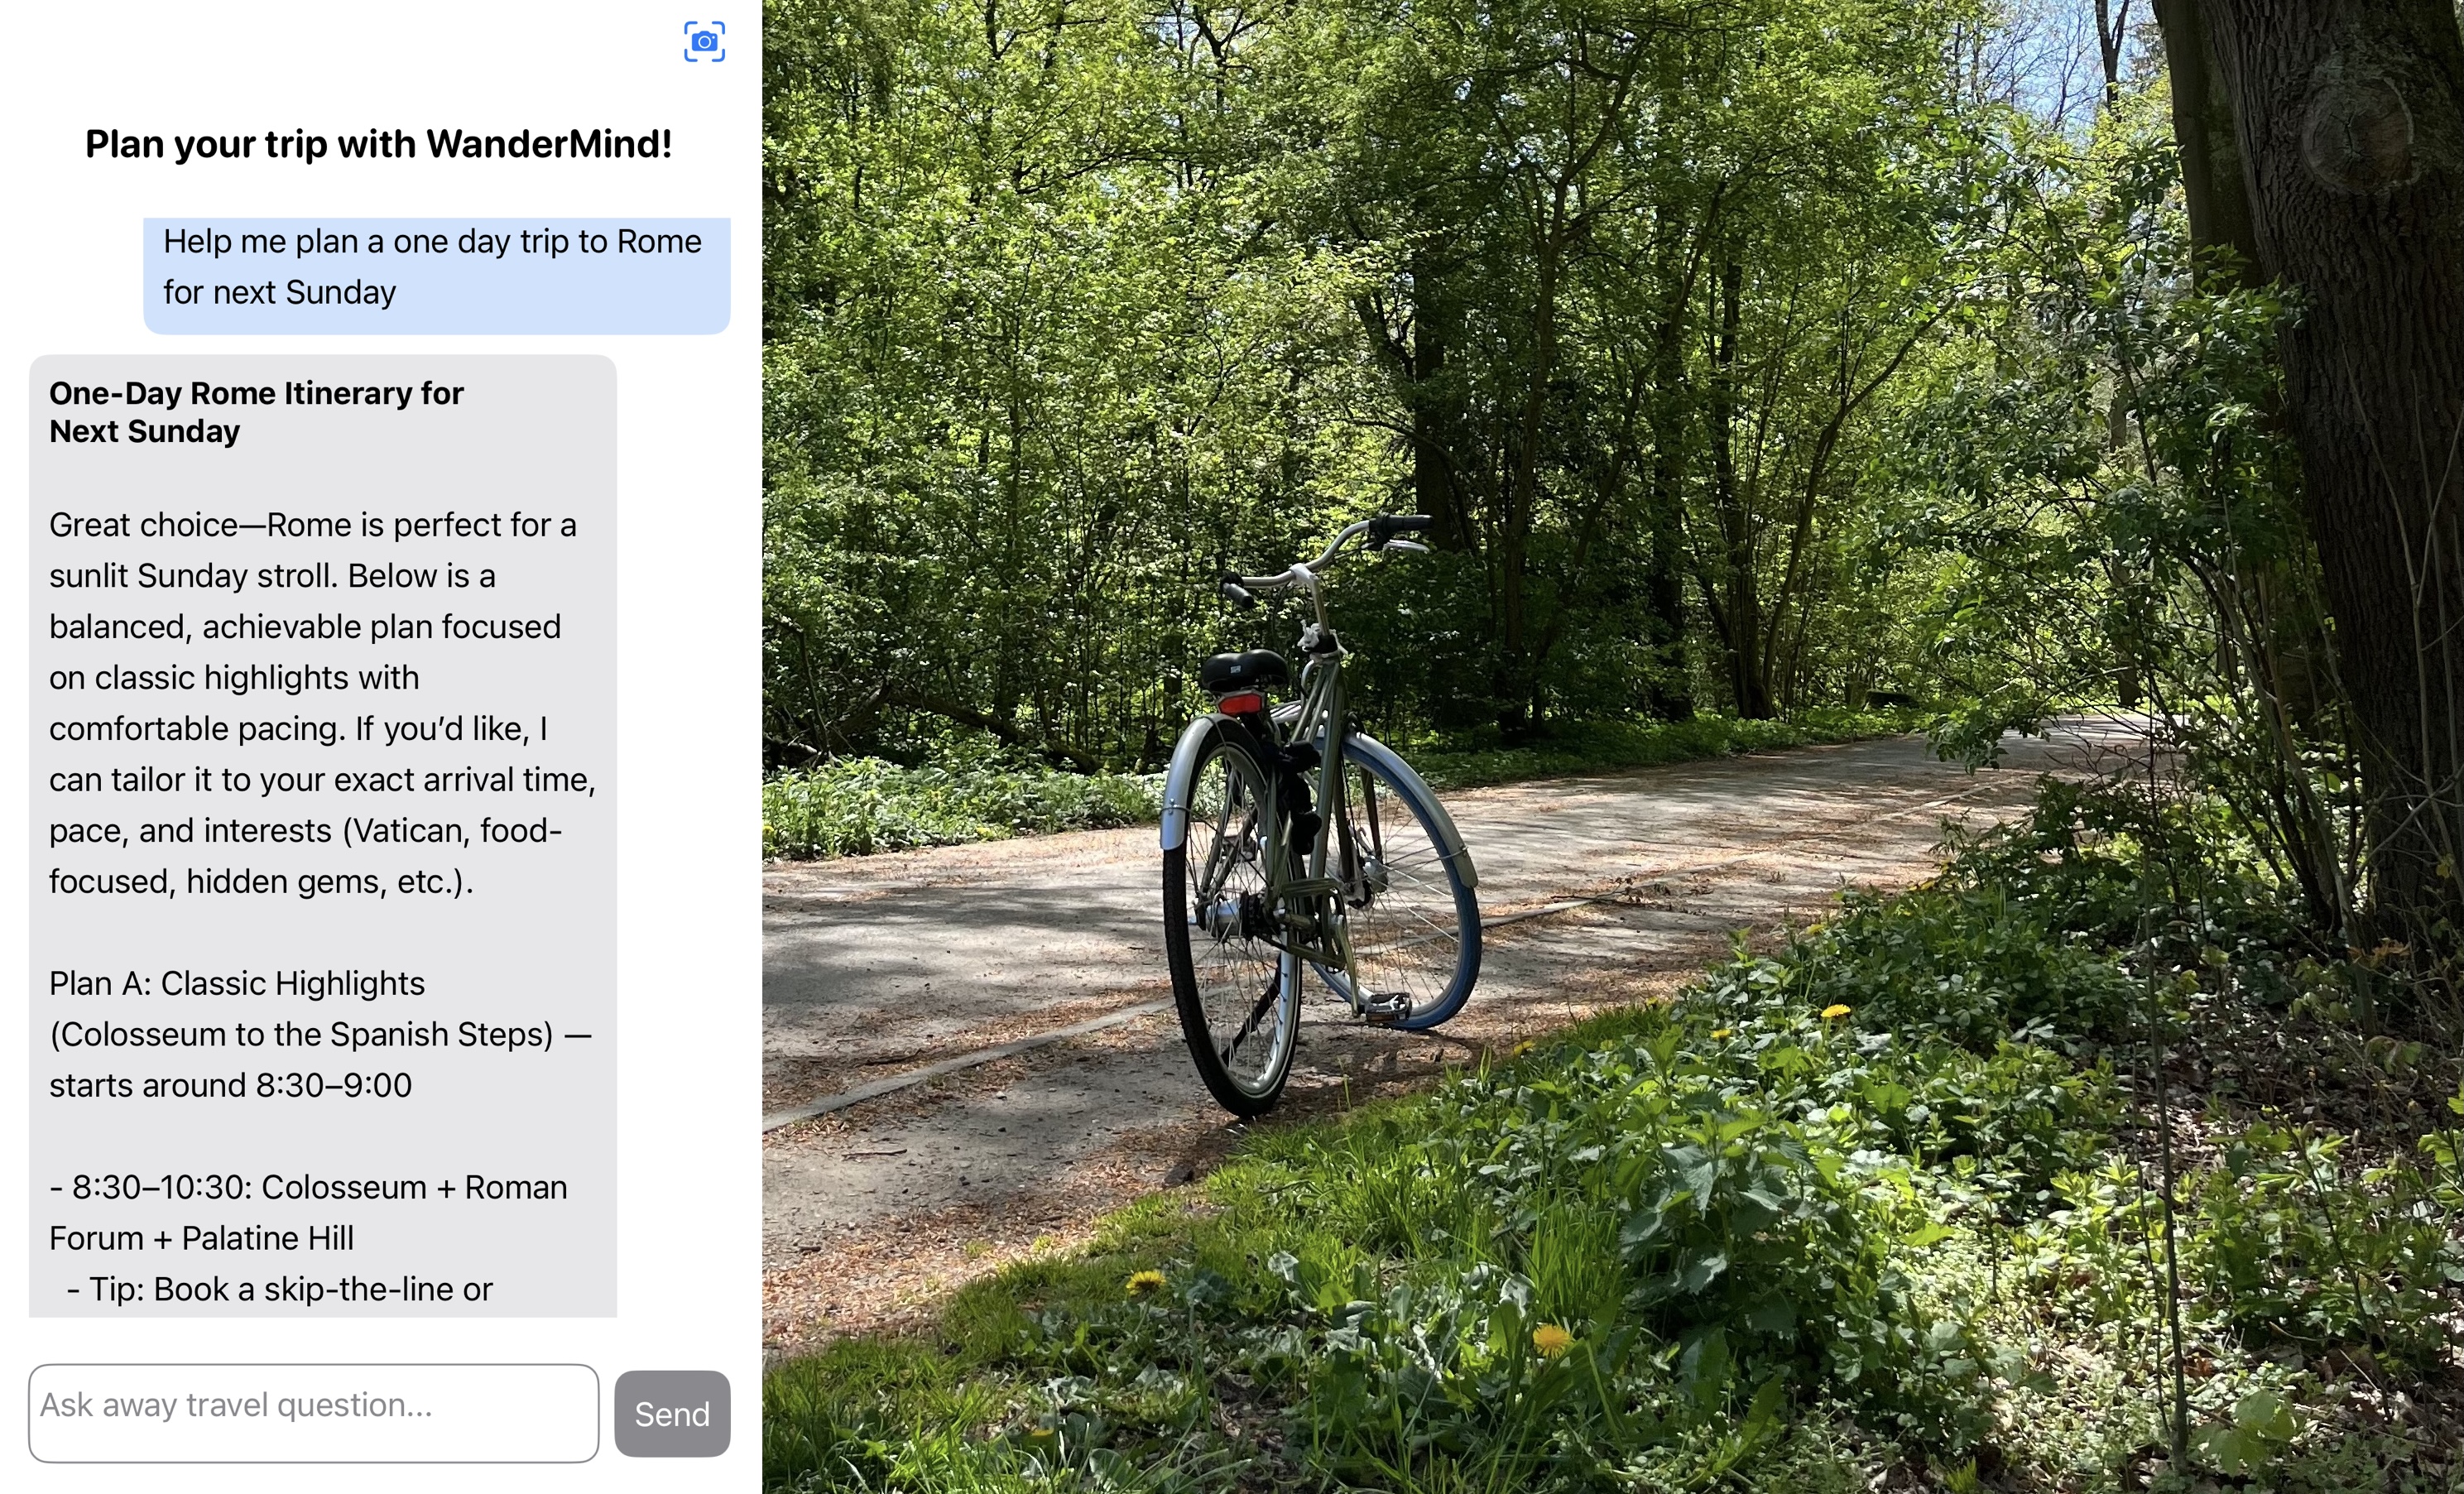 Plan your trip with WanderMind!
Help me plan a one day trip to Rome
for next Sunday
One-Day Rome Itinerary for
Next Sunday
Great choice—Rome is perfect for a
sunlit Sunday stroll. Below is a
balanced, achievable plan focused
on classic highlights with
comfortable pacing. If you’d like, I
can tailor it to your exact arrival time,
pace, and interests (Vatican, food-
focused, hidden gems, etc.).
Plan A: Classic Highlights
(Colosseum to the Spanish Steps) —
starts around 8:30–9:00
- 8:30–10:30: Colosseum + Roman
Forum + Palatine Hill
- Tip: Book a skip-the-line or
Ask away travel question...
Send